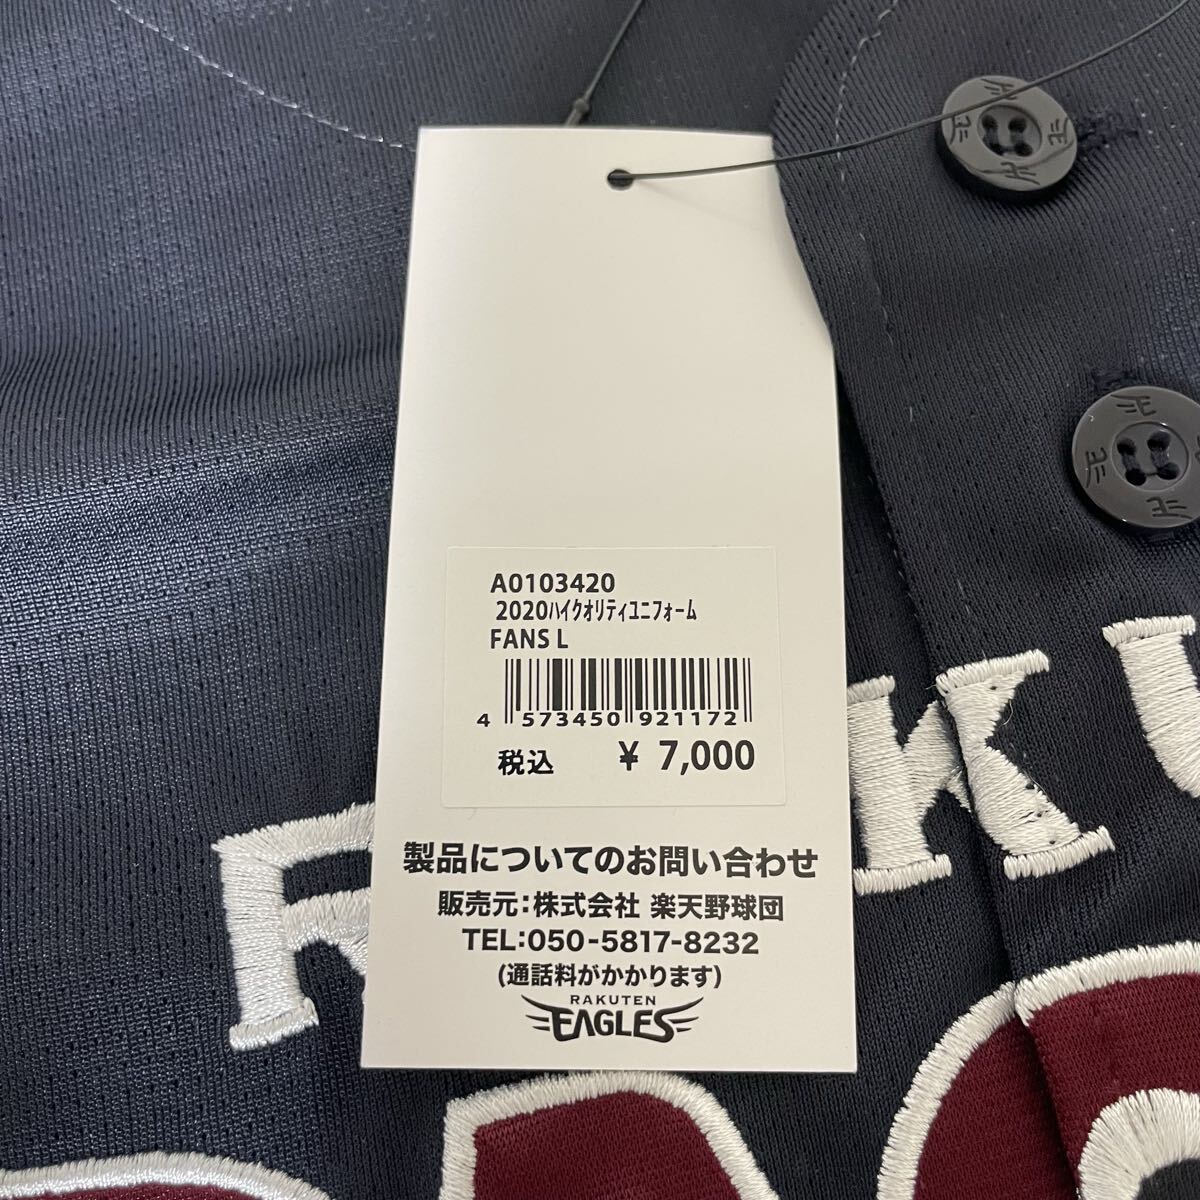 A0103420
2020ﾊｲｸｵﾘﾃｨﾕﾆﾌｫｰﾑ
FANS L
4 573450 921172
税込 ¥ 7,000
製品についてのお問い合わせ
販売元:株式会社 楽天野球団
TEL:050-5817-8232
(通話料がかかります)
RAKUTEN
EAGLES